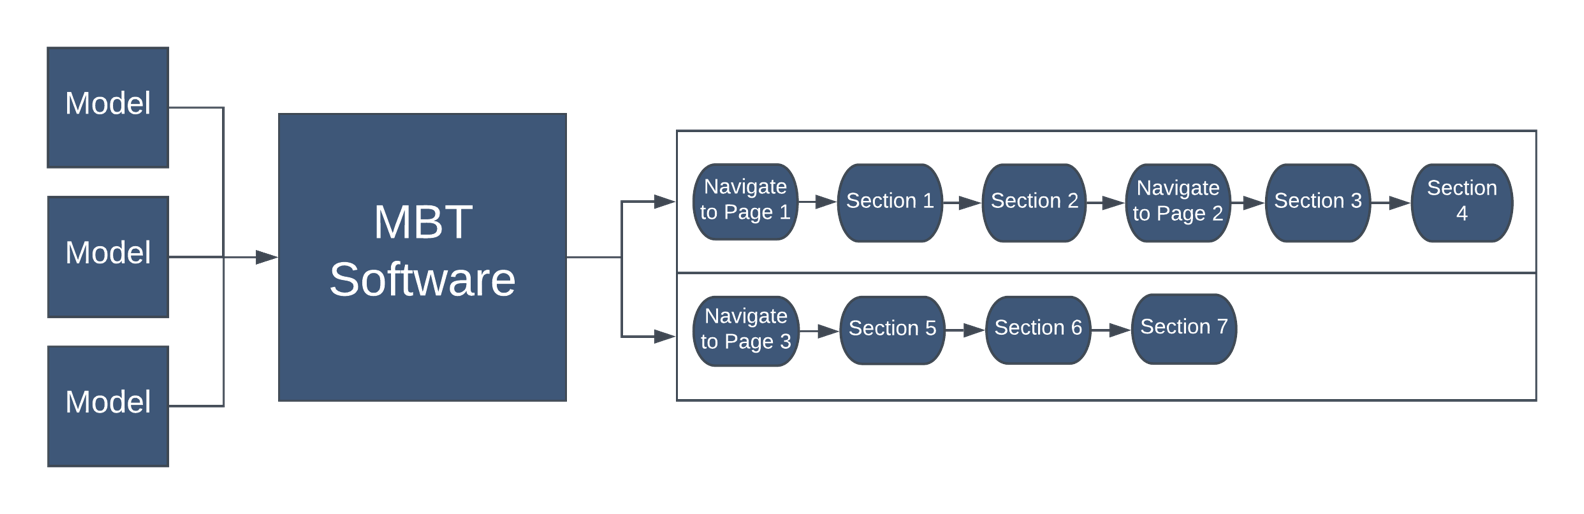 Model
Model
Model
MBT
Software
Navigate
to Page 1
Section 1
Section 2
Navigate
to Page 2
Section 3
Section
4
Navigate
to Page 3
Section 5
Section 6
Section 7